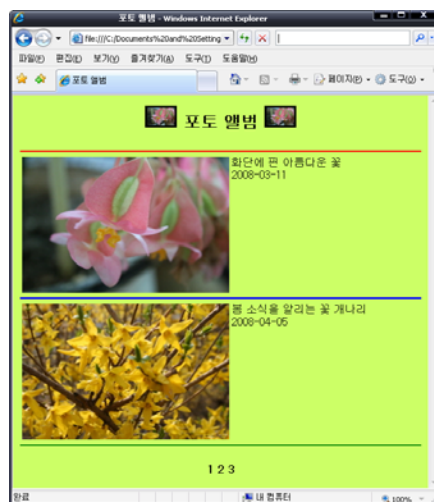 포토 앨범 - Windows Internet Explorer
file:///C:/Documents%20and%20Setting
파일(F) 편집(E) 보기(V) 즐겨찾기(A) 도구(T) 도움말(H)
포토 앨범
페이지(P) 도구(O)
포토 앨범
화단에 핀 아름다운 꽃
2008-03-11
봄 소식을 알리는 꽃 개나리
2008-04-05
1 2 3
완료 내 컴퓨터 100%